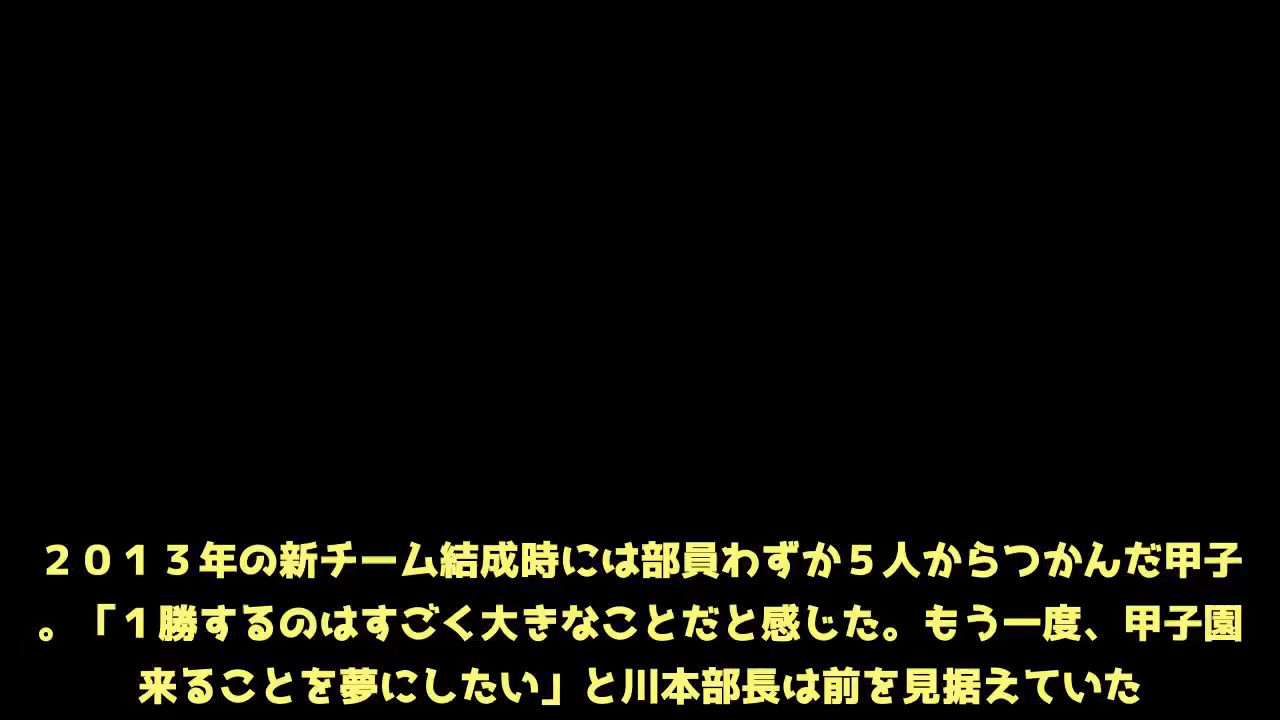 ２０１３年の新チーム結成時には部員わずか５人からつかんだ甲子
。「１勝するのはすごく大きなことだと感じた。もう一度、甲子園
来ることを夢にしたい」と川本部長は前を見据えていた